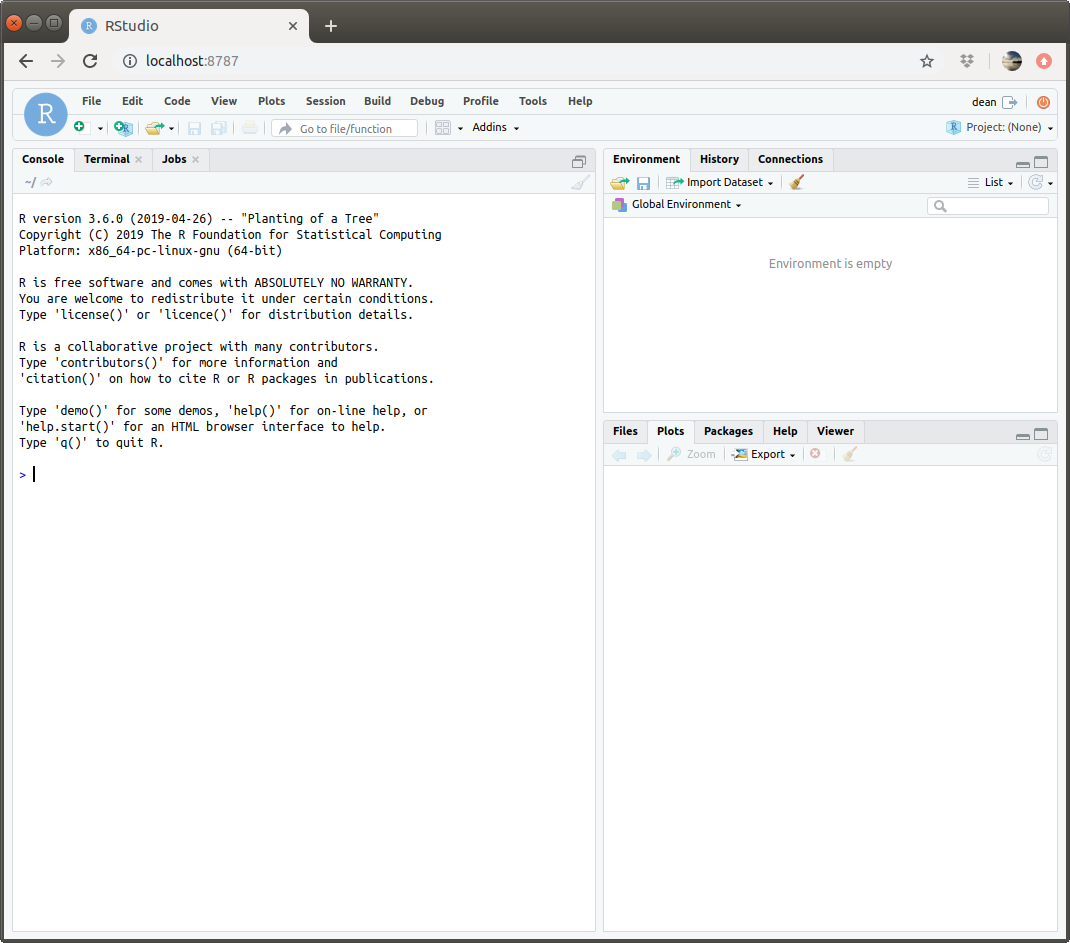 RStudio
localhost:8787
R
File Edit Code View Plots Session Build Debug Profile Tools Help
dean
Go to file/function
Addins
Project: (None)
Console Terminal Jobs
~/
R version 3.6.0 (2019-04-26) -- "Planting of a Tree"
Copyright (C) 2019 The R Foundation for Statistical Computing
Platform: x86_64-pc-linux-gnu (64-bit)
R is free software and comes with ABSOLUTELY NO WARRANTY.
You are welcome to redistribute it under certain conditions.
Type 'license()' or 'licence()' for distribution details.
R is a collaborative project with many contributors.
Type 'contributors()' for more information and
'citation()' on how to cite R or R packages in publications.
Type 'demo()' for some demos, 'help()' for on-line help, or
'help.start()' for an HTML browser interface to help.
Type 'q()' to quit R.
>
Environment History Connections
Import Dataset
List
Global Environment
Environment is empty
Files Plots Packages Help Viewer
Zoom
Export